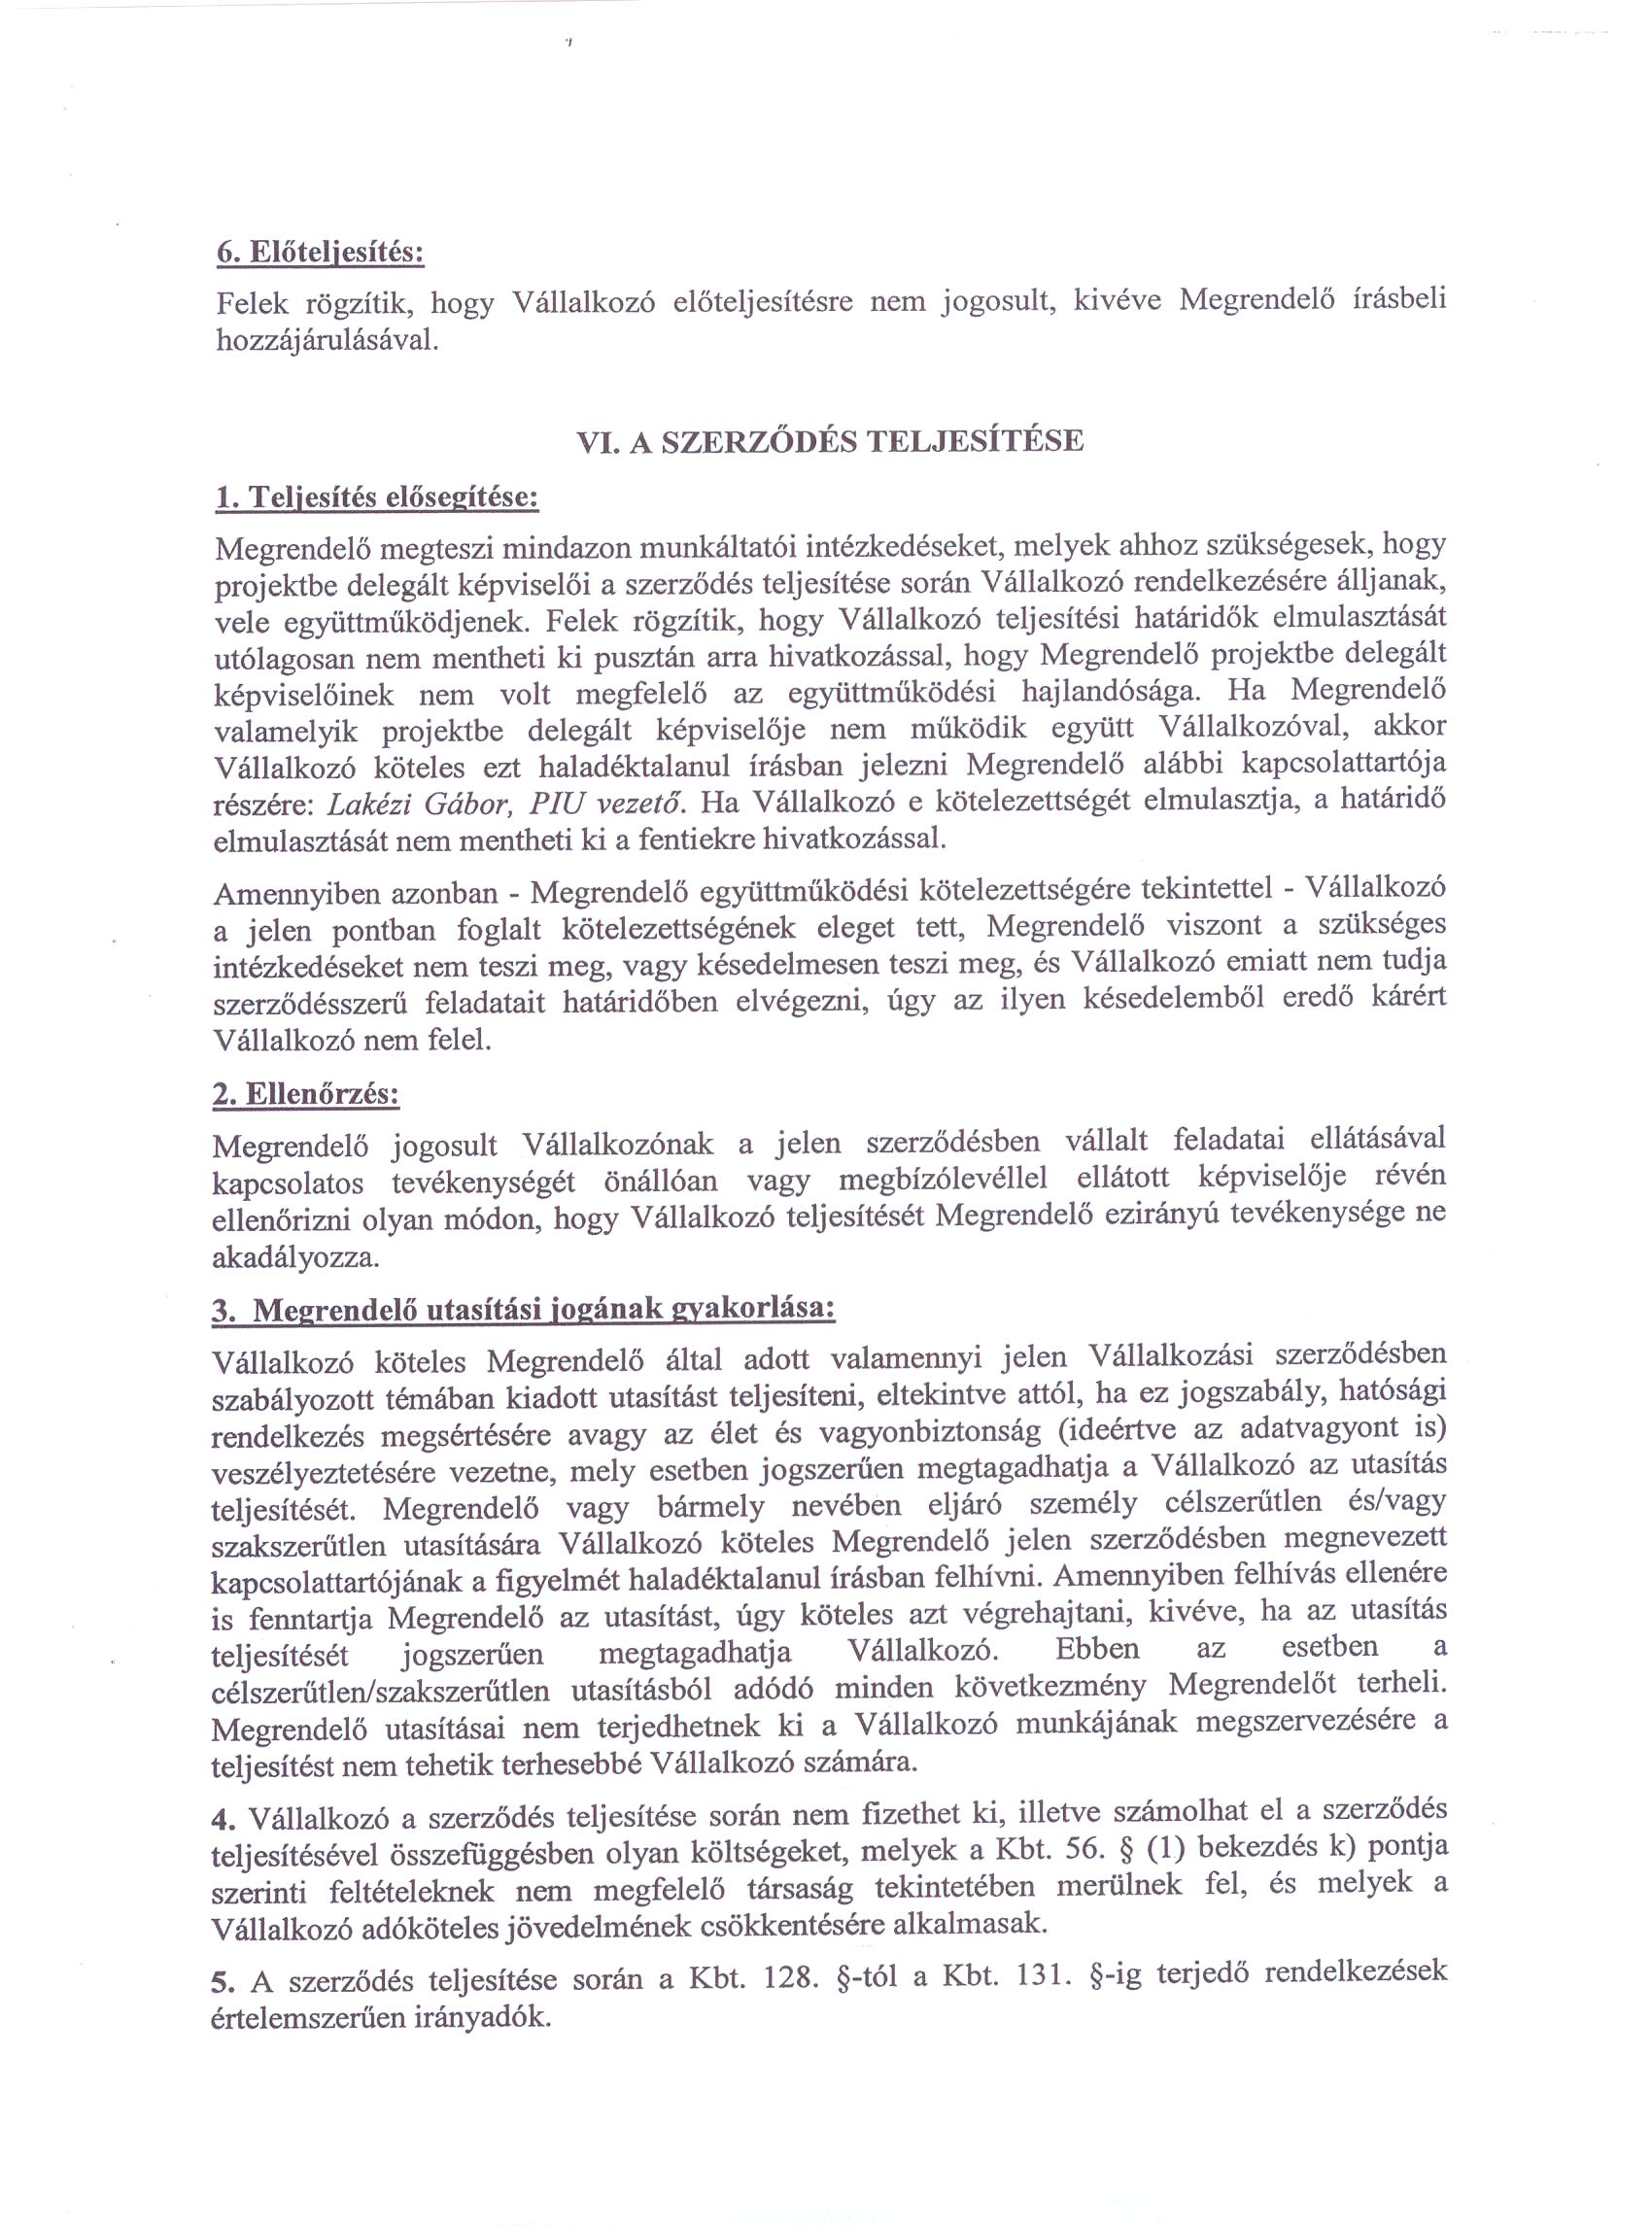 6. Előteljesítés:
Felek rögzítik, hogy Vállalkozó előteljesítésre nem jogosult, kivéve Megrendelő írásbeli
hozzájárulásával.
VI. A SZERZŐDÉS TELJESÍTÉSE
1. Teljesítés elősegítése:
Megrendelő megteszi mindazon munkáltatói intézkedéseket, melyek ahhoz szükségesek, hogy
projektbe delegált képviselői a szerződés teljesítése során Vállalkozó rendelkezésére álljanak,
vele együttműködjenek. Felek rögzítik, hogy Vállalkozó teljesítési határidők elmulasztását
utólagosan nem mentheti ki pusztán arra hivatkozással, hogy Megrendelő projektbe delegált
képviselőinek nem volt megfelelő az együttműködési hajlandósága. Ha Megrendelő
valamelyik projektbe delegált képviselője nem működik együtt Vállalkozóval, akkor
Vállalkozó köteles ezt haladéktalanul írásban jelezni Megrendelő alábbi kapcsolattartója
részére: Lakézi Gábor, PIU vezető. Ha Vállalkozó e kötelezettségét elmulasztja, a határidő
elmulasztását nem mentheti ki a fentiekre hivatkozással.
Amennyiben azonban - Megrendelő együttműködési kötelezettségére tekintettel - Vállalkozó
a jelen pontban foglalt kötelezettségének eleget tett, Megrendelő viszont a szükséges
intézkedéseket nem teszi meg, vagy késedelmesen teszi meg, és Vállalkozó emiatt nem tudja
szerződésszerű feladatait határidőben elvégezni, úgy az ilyen késedelemből eredő kárért
Vállalkozó nem felel.
2. Ellenőrzés:
Megrendelő jogosult Vállalkozónak a jelen szerződésben vállalt feladatai ellátásával
kapcsolatos tevékenységét önállóan vagy megbízólevéllel ellátott képviselője révén
ellenőrizni olyan módon, hogy Vállalkozó teljesítését Megrendelő ezirányú tevékenysége ne
akadályozza.
3. Megrendelő utasítási jogának gyakorlása:
Vállalkozó köteles Megrendelő által adott valamennyi jelen Vállalkozási szerződésben
szabályozott témában kiadott utasítást teljesíteni, eltekintve attól, ha ez jogszabály, hatósági
rendelkezés megsértésére avagy az élet és vagyonbiztonság (ideértve az adatvagyont is)
veszélyeztetésére vezetne, mely esetben jogszerűen megtagadhatja a Vállalkozó az utasítás
teljesítését. Megrendelő vagy bármely nevében eljáró személy célszerűtlen és/vagy
szakszerűtlen utasítására Vállalkozó köteles Megrendelő jelen szerződésben megnevezett
kapcsolattartójának a figyelmét haladéktalanul írásban felhívni. Amennyiben felhívás ellenére
is fenntartja Megrendelő az utasítást, úgy köteles azt végrehajtani, kivéve, ha az utasítás
teljesítését jogszerűen megtagadhatja Vállalkozó. Ebben az esetben a
célszerűtlen/szakszerűtlen utasításból adódó minden következmény Megrendelőt terheli.
Megrendelő utasításai nem terjedhetnek ki a Vállalkozó munkájának megszervezésére a
teljesítést nem tehetik terhesebbé Vállalkozó számára.
4. Vállalkozó a szerződés teljesítése során nem fizethet ki, illetve számolhat el a szerződés
teljesítésével összefüggésben olyan költségeket, melyek a Kbt. 56. § (1) bekezdés k) pontja
szerinti feltételeknek nem megfelelő társaság tekintetében merülnek fel, és melyek a
Vállalkozó adóköteles jövedelmének csökkentésére alkalmasak.
5. A szerződés teljesítése során a Kbt. 128. §-tól a Kbt. 131. §-ig terjedő rendelkezések
értelemszerűen irányadók.